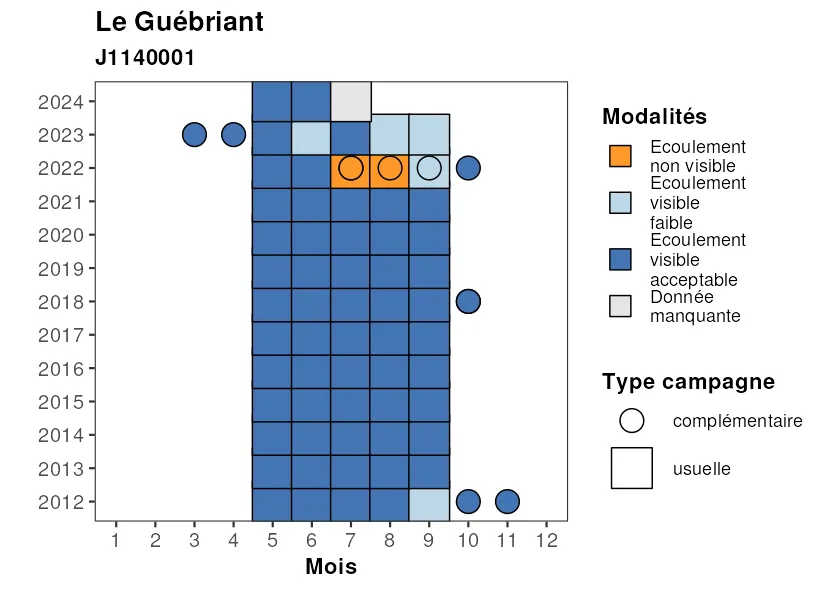 Le Guébriant
J1140001
2024
2023
2022
2021
2020
2019
2018
2017
2016
2015
2014
2013
2012
1 2 3 4 5 6 7 8 9 10 11 12
Mois
Modalités
Ecoulement
non visible
Ecoulement
visible
faible
Ecoulement
visible
acceptable
Donnée
manquante
Type campagne
complémentaire
usuelle